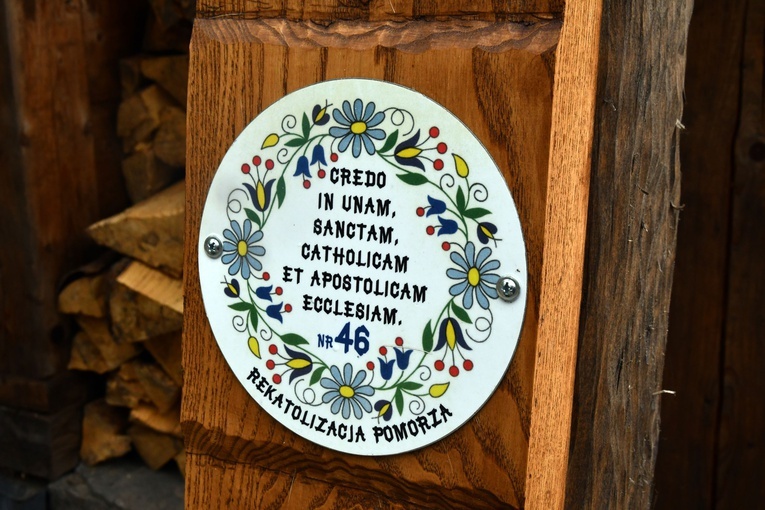 CREDO
IN UNAM,
SANCTAM,
CATHOLICAM
ET APOSTOLICAM
ECCLESIAM.
NR 46
REKATOLIZACJA POMORZA